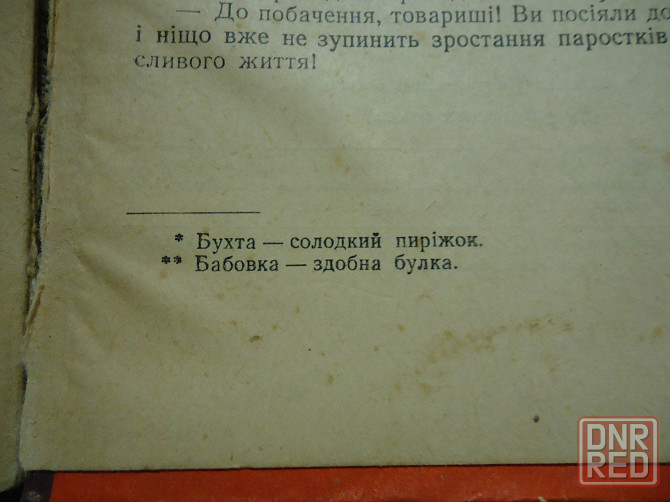 — До побачення, товариші! Ви посіяли до
і ніщо вже не зупинить зростання паростків
сливого життя!
* Бухта — солодкий пиріжок.
** Бабовка — здобна булка.
DNR
RED